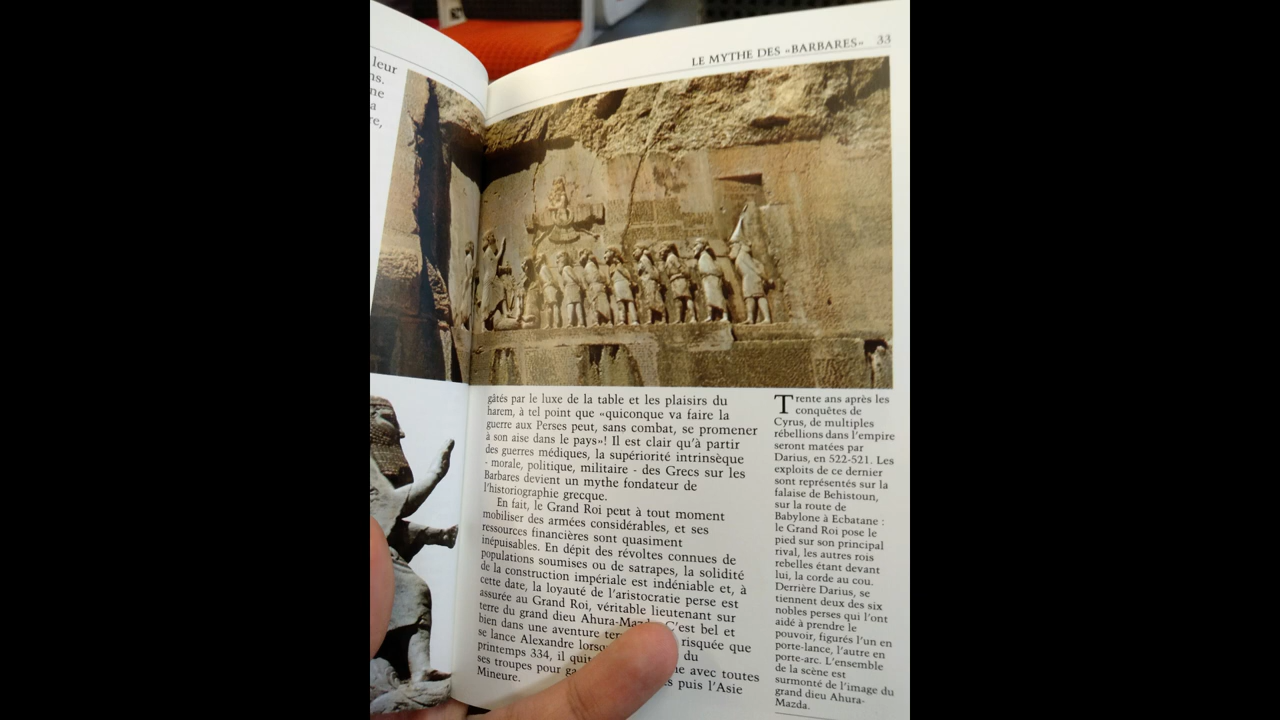 leur
ns.
ne
a
re,
LE MYTHE DES «BARBARES» 33
gâtés par le luxe de la table et les plaisirs du
harem, à tel point que «quiconque va faire la
guerre aux Perses peut, sans combat, se promener
à son aise dans le pays»! Il est clair qu'à partir
des guerres médiques, la supériorité intrinsèque
- morale, politique, militaire - des Grecs sur les
Barbares devient un mythe fondateur de
l'historiographie grecque.
En fait, le Grand Roi peut à tout moment
mobiliser des armées considérables, et ses
ressources financières sont quasiment
inépuisables. En dépit des révoltes connues de
populations soumises ou de satrapes, la solidité
de la construction impériale est indéniable et, à
cette date, la loyauté de l'aristocratie perse est
assurée au Grand Roi, véritable lieutenant sur
terre du grand dieu Ahura-Mazda. C'est bel et
bien dans une aventure risquée que
se lance Alexandre du
printemps 334, il avec toutes
ses troupes pour puis l'Asie
Mineure.
Trente ans après les
conquêtes de
Cyrus, de multiples
rébellions dans l'empire
seront matées par
Darius, en 522-521. Les
exploits de ce dernier
sont représentés sur la
falaise de Behistoun,
sur la route de
Babylone à Ecbatane :
le Grand Roi pose le
pied sur son principal
rival, les autres rois
rebelles étant devant
lui, la corde au cou.
Derrière Darius, se
tiennent deux des six
nobles perses qui l'ont
aidé à prendre le
pouvoir, figurés l'un en
porte-lance, l'autre en
porte-arc. L'ensemble
de la scène est
surmonté de l'image du
grand dieu Ahura-
Mazda.